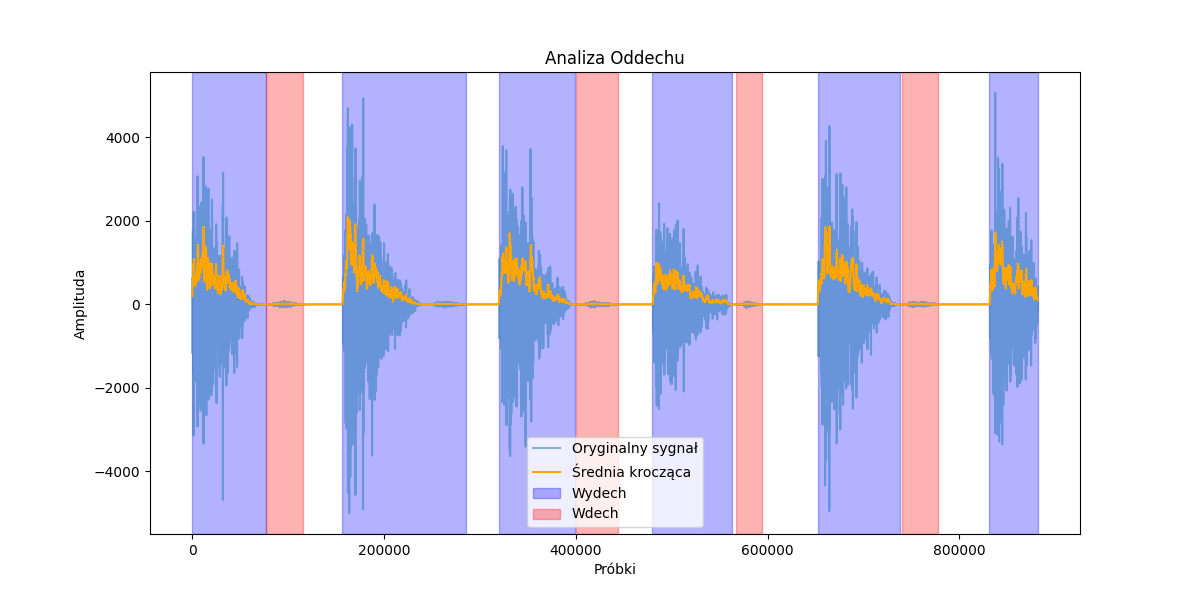 Analiza Oddechu
Amplituda
4000
2000
0
−2000
−4000
Oryginalny sygnał
Średnia krocząca
Wydech
Wdech
0 200000 400000 600000 800000
Próbki